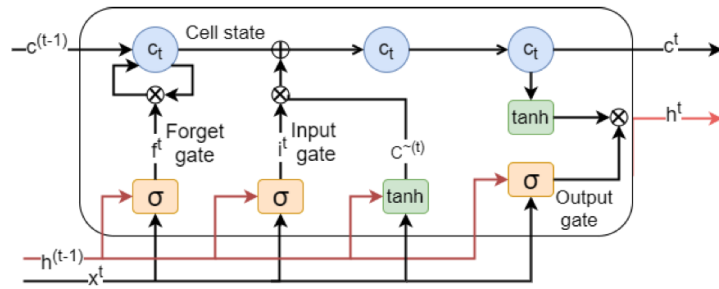 Cell state
c(t-1)
cₜ
cₜ
cₜ
cᵗ
tanh
hᵗ
Forget
gate
Input
gate
fᵗ
iᵗ
C~(t)
σ
σ
tanh
σ
Output
gate
h(t-1)
xᵗ